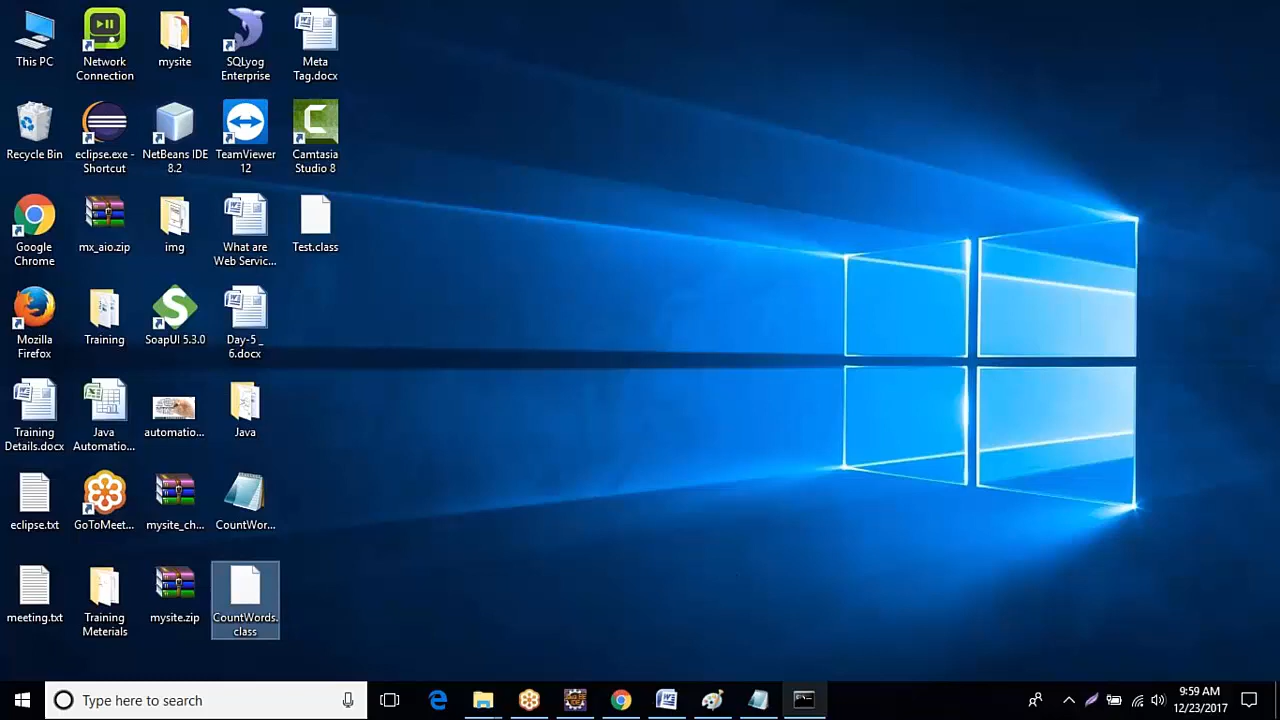 This PC
Network
Connection
mysite
SQLyog
Enterprise
Meta
Tag.docx
Recycle Bin
eclipse.exe -
Shortcut
NetBeans IDE
8.2
TeamViewer
12
Camtasia
Studio 8
Google
Chrome
mx_aio.zip
img
What are
Web Servic...
Test.class
Mozilla
Firefox
Training
SoapUI 5.3.0
Day-5 _
6.docx
Training
Details.docx
Java
Automatio...
automatio...
Java
eclipse.txt
GoToMeet...
mysite_ch...
CountWor...
meeting.txt
Training
Meterials
mysite.zip
CountWords.
class
Type here to search
9:59 AM
12/23/2017